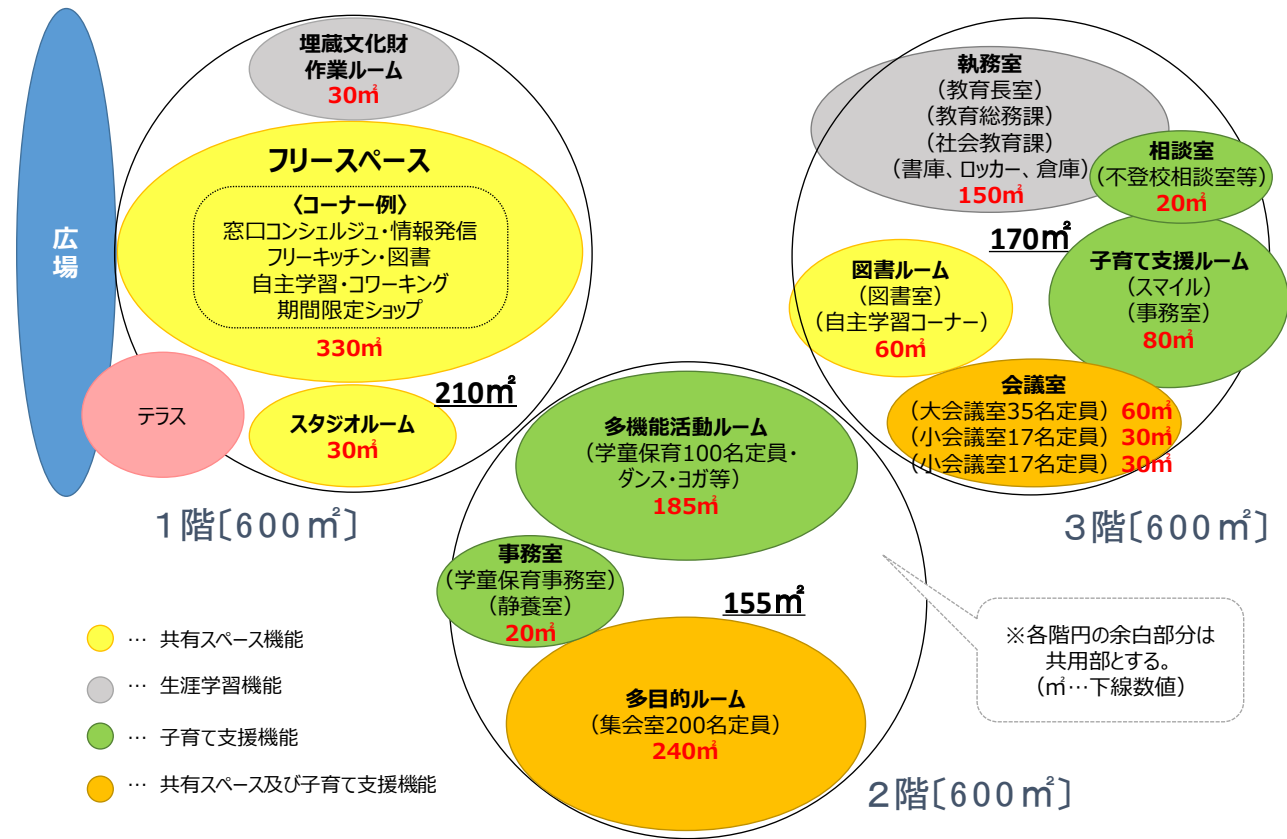 広場
埋蔵文化財
作業ルーム
30㎡
フリースペース
〈コーナー例〉
窓口コンシェルジュ・情報発信
フリーキッチン・図書
自主学習・コワーキング
期間限定ショップ
330㎡
テラス
スタジオルーム
30㎡
210㎡
1階〔600㎡〕
多機能活動ルーム
（学童保育100名定員・
ダンス・ヨガ等）
185㎡
事務室
（学童保育事務室）
（静養室）
20㎡
155㎡
多目的ルーム
（集会室200名定員）
240㎡
2階〔600㎡〕
執務室
（教育長室）
（教育総務課）
（社会教育課）
（書庫、ロッカー、倉庫）
150㎡
相談室
（不登校相談室等）
20㎡
170㎡
図書ルーム
（図書室）
（自主学習コーナー）
60㎡
子育て支援ルーム
（スマイル）
（事務室）
80㎡
会議室
（大会議室35名定員） 60㎡
（小会議室17名定員） 30㎡
（小会議室17名定員） 30㎡
3階〔600㎡〕
※各階円の余白部分は
共用部とする。
（㎡…下線数値）
… 共有スペース機能
… 生涯学習機能
… 子育て支援機能
… 共有スペース及び子育て支援機能